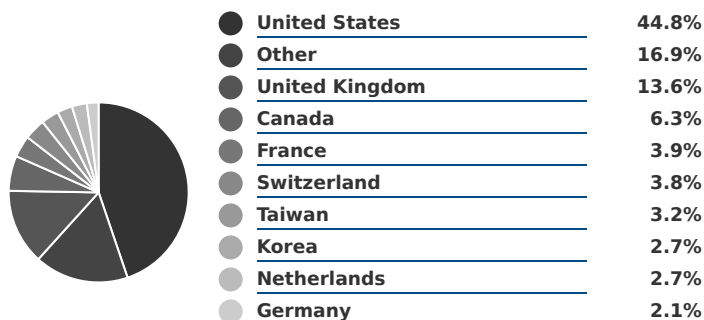 United States 44.8%
Other 16.9%
United Kingdom 13.6%
Canada 6.3%
France 3.9%
Switzerland 3.8%
Taiwan 3.2%
Korea 2.7%
Netherlands 2.7%
Germany 2.1%